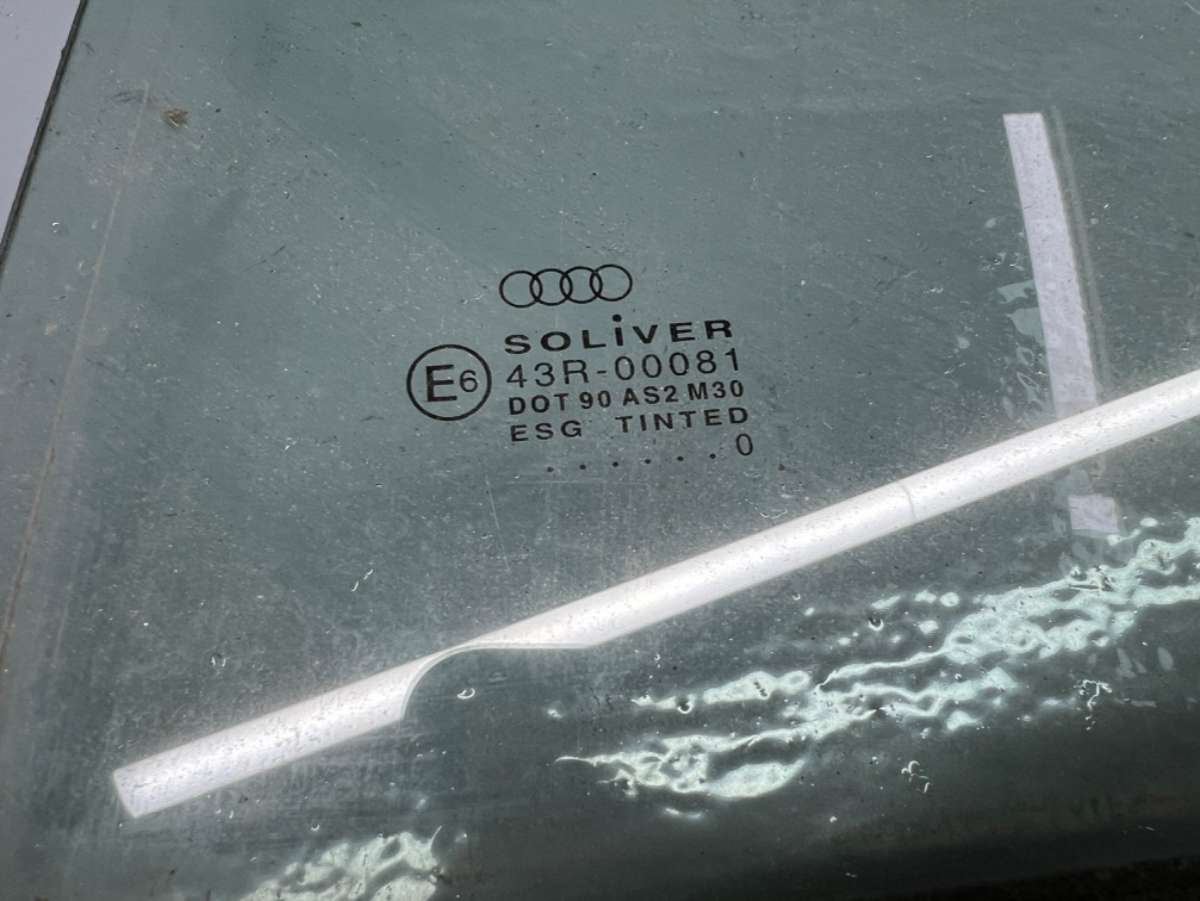 SOLiVER
E6 43R-00081
DOT 90 AS2 M30
ESG TINTED
. . . . . . 0 .